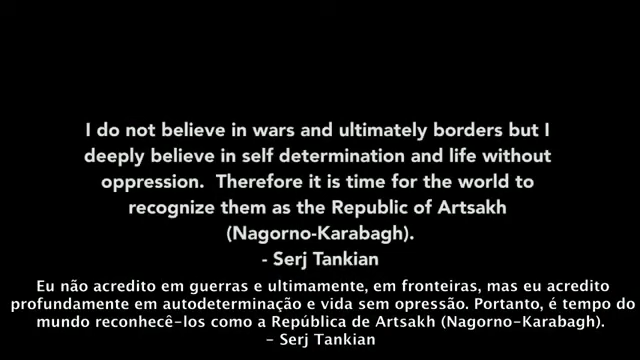 I do not believe in wars and ultimately borders but I
deeply believe in self determination and life without
oppression.  Therefore it is time for the world to
recognize them as the Republic of Artsakh
(Nagorno-Karabagh).
- Serj Tankian
Eu não acredito em guerras e ultimamente, em fronteiras, mas eu acredito
profundamente em autodeterminação e vida sem opressão. Portanto, é tempo do
mundo reconhecê-los como a República de Artsakh (Nagorno-Karabagh).
- Serj Tankian